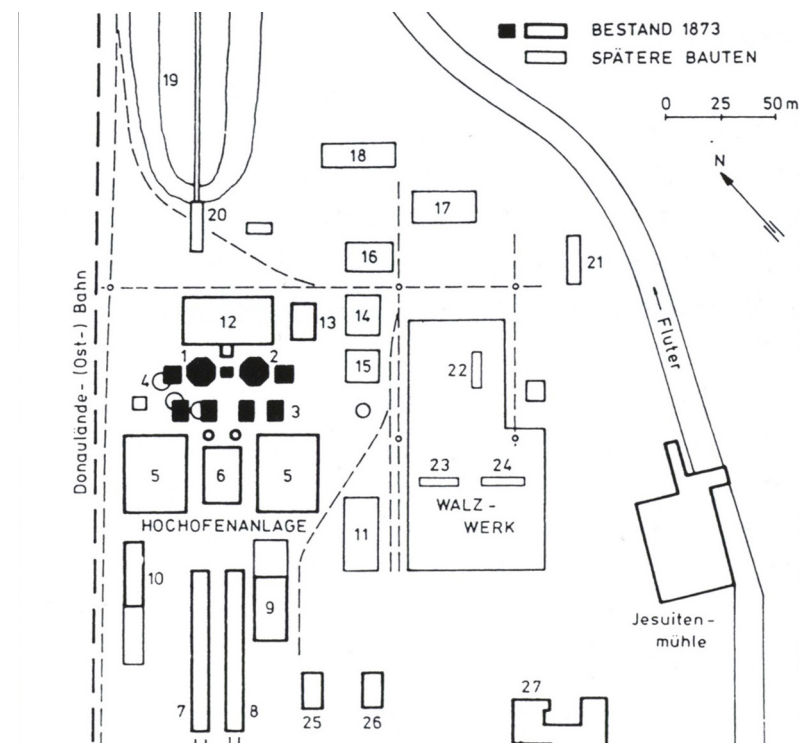 BESTAND 1873
SPÄTERE BAUTEN
0 25 50 m
N
19
18
17
20
16
21
Donaulände- (Ost-) Bahn
12
13
14
Fluter
1
2
15
22
4
3
5
6
5
23
24
HOCHOFENANLAGE
WALZ-
WERK
11
10
9
Jesuiten-
mühle
7
8
25
26
27